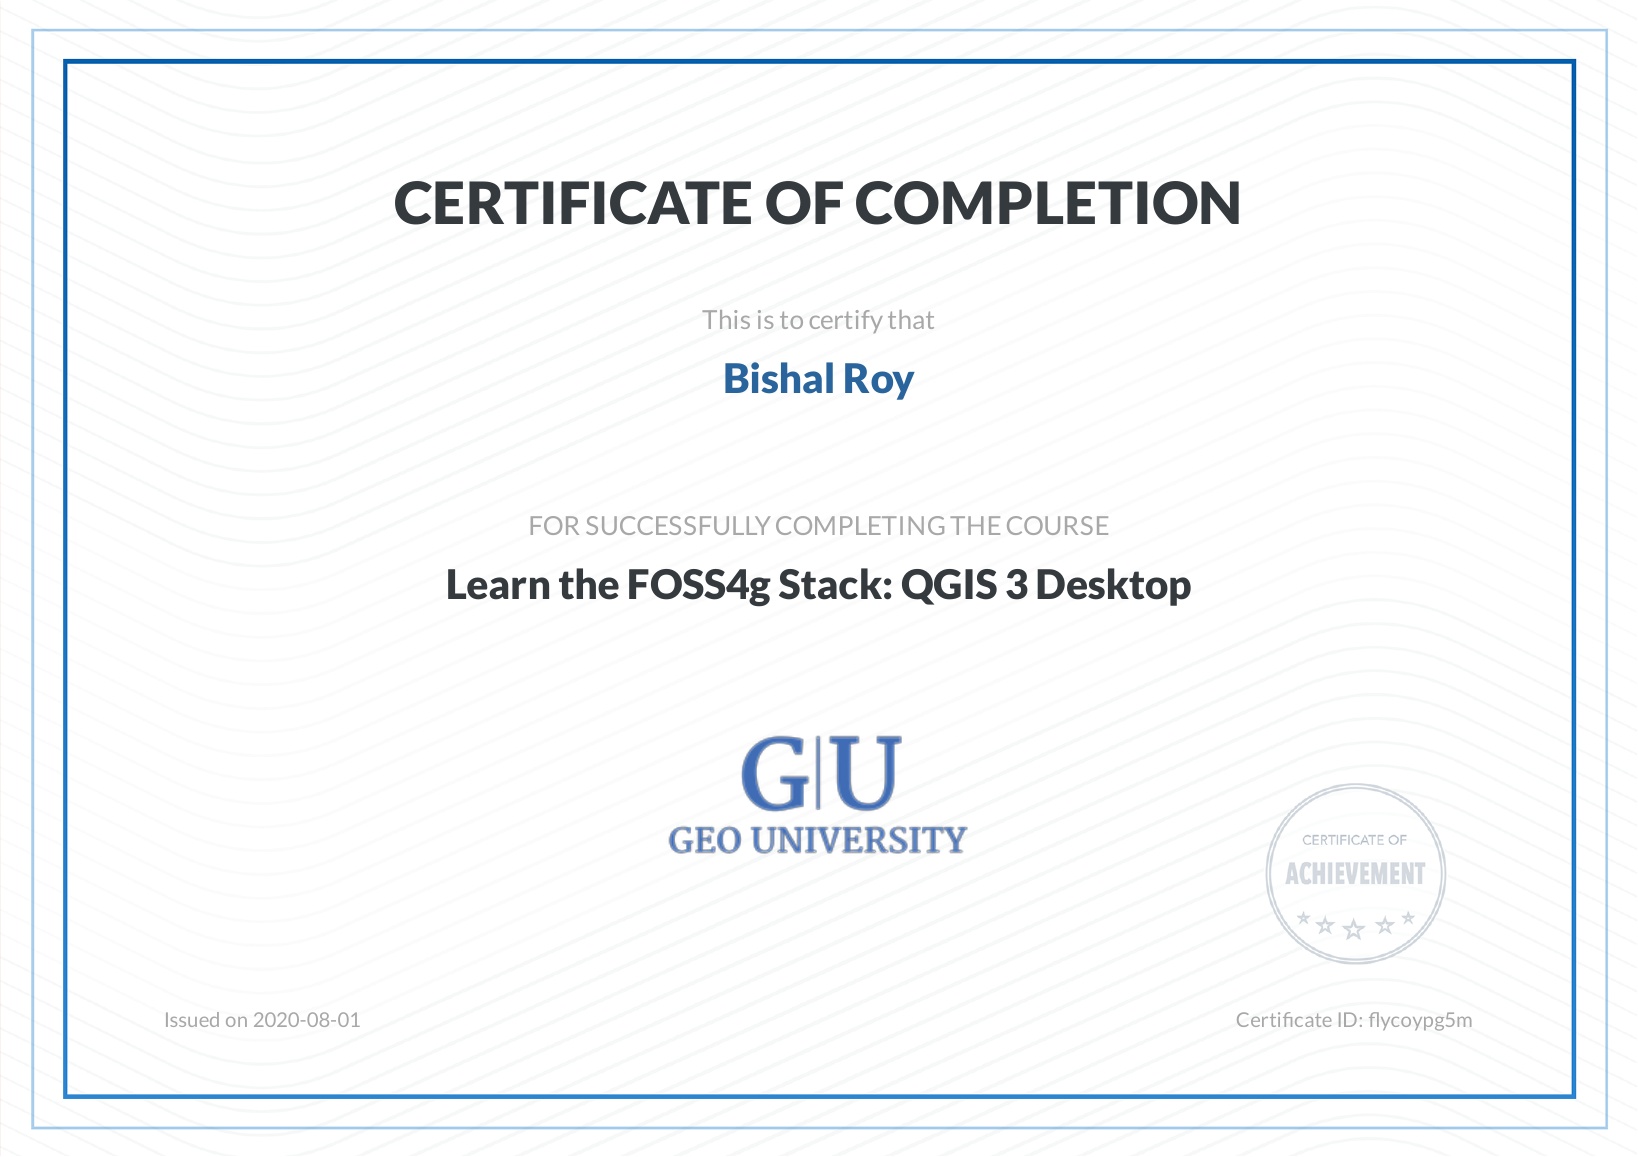 CERTIFICATE OF COMPLETION
This is to certify that
Bishal Roy
FOR SUCCESSFULLY COMPLETING THE COURSE
Learn the FOSS4g Stack: QGIS 3 Desktop
G|U
GEO UNIVERSITY
CERTIFICATE OF
ACHIEVEMENT
Issued on 2020-08-01
Certificate ID: flycoypg5m